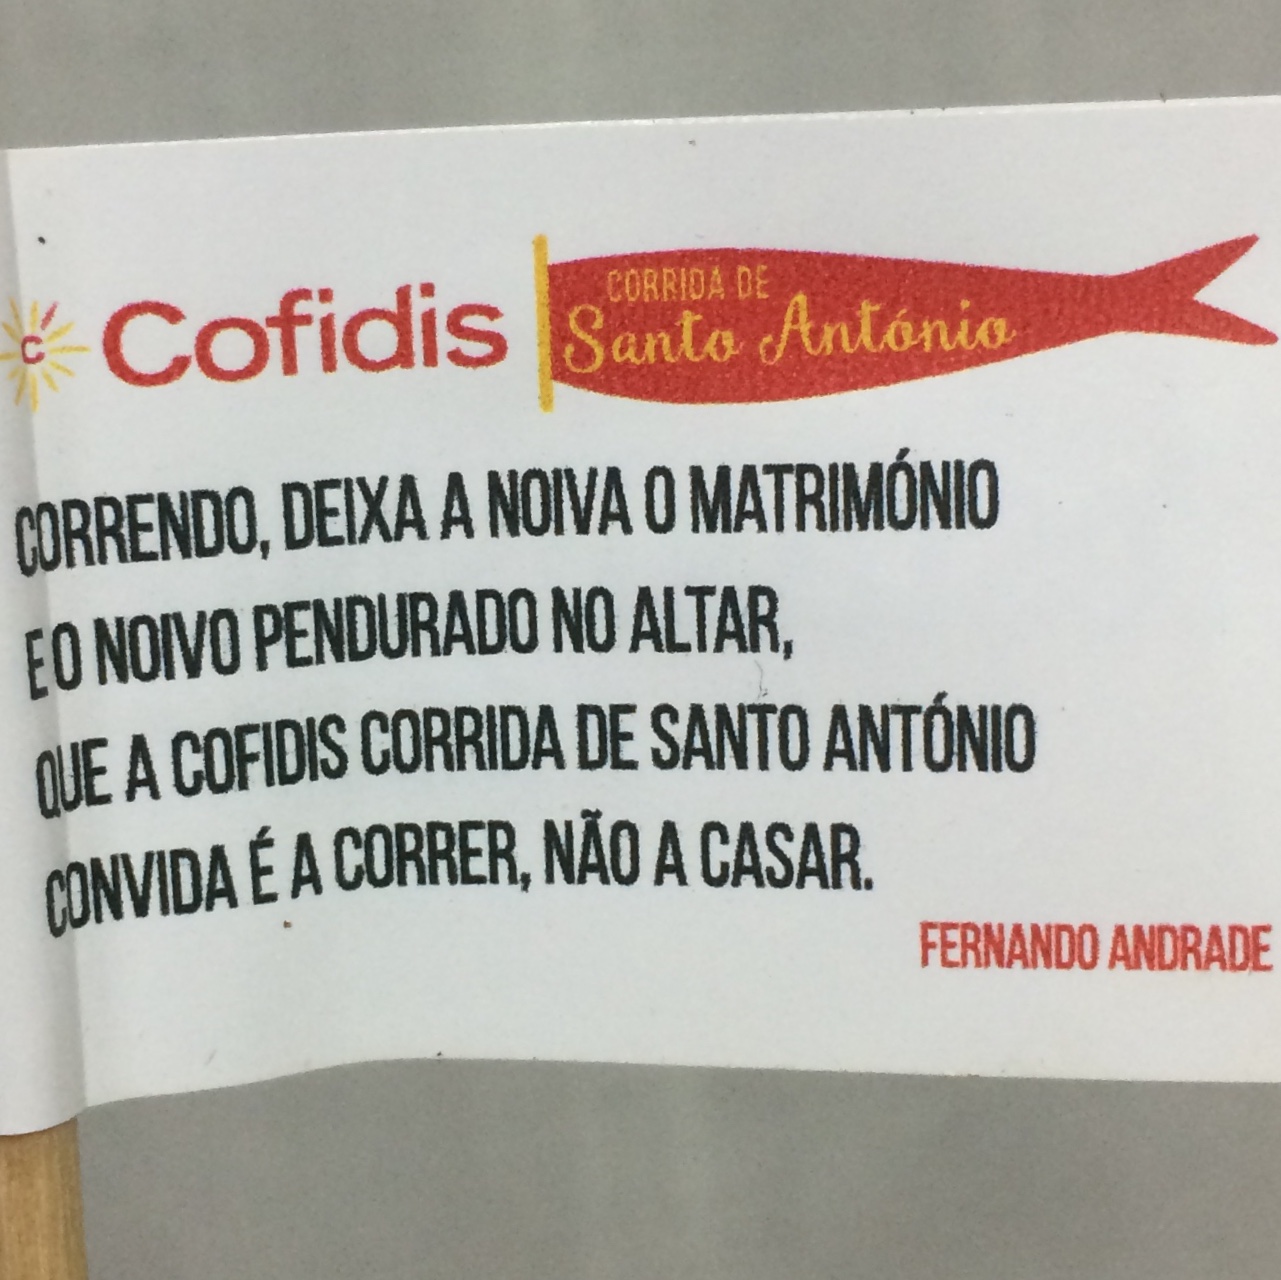 C Cofidis
CORRIDA DE
Santo António
CORRENDO, DEIXA A NOIVA O MATRIMÓNIO
E O NOIVO PENDURADO NO ALTAR,
QUE A COFIDIS CORRIDA DE SANTO ANTÓNIO
CONVIDA É A CORRER, NÃO A CASAR.
FERNANDO ANDRADE